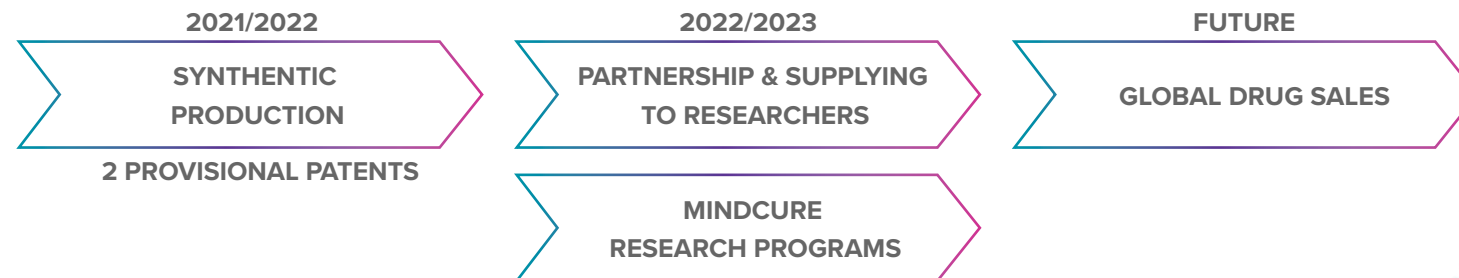 2021/2022
SYNTHENTIC
PRODUCTION
2 PROVISIONAL PATENTS
2022/2023
PARTNERSHIP & SUPPLYING
TO RESEARCHERS
MINDCURE
RESEARCH PROGRAMS
FUTURE
GLOBAL DRUG SALES